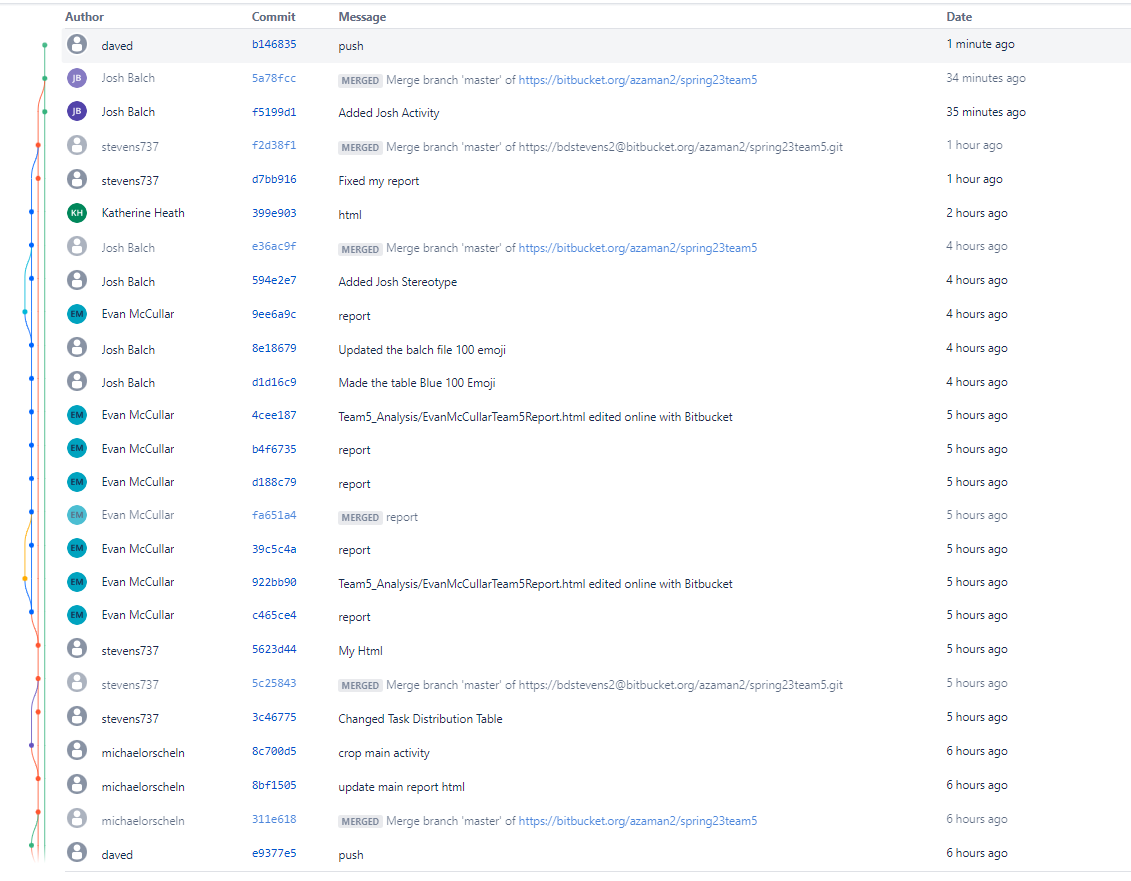 Author Commit Message Date
daved b146835 push 1 minute ago
JB Josh Balch 5a78fcc MERGED Merge branch 'master' of https://bitbucket.org/azaman2/spring23team5 34 minutes ago
JB Josh Balch f5199d1 Added Josh Activity 35 minutes ago
stevens737 f2d38f1 MERGED Merge branch 'master' of https://bdstevens2@bitbucket.org/azaman2/spring23team5.git 1 hour ago
stevens737 d7bb916 Fixed my report 1 hour ago
KH Katherine Heath 399e903 html 2 hours ago
Josh Balch e36ac9f MERGED Merge branch 'master' of https://bitbucket.org/azaman2/spring23team5 4 hours ago
Josh Balch 594e2e7 Added Josh Stereotype 4 hours ago
EM Evan McCullar 9ee6a9c report 4 hours ago
Josh Balch 8e18679 Updated the balch file 100 emoji 4 hours ago
Josh Balch d1d16c9 Made the table Blue 100 Emoji 4 hours ago
EM Evan McCullar 4cee187 Team5_Analysis/EvanMcCullarTeam5Report.html edited online with Bitbucket 5 hours ago
EM Evan McCullar b4f6735 report 5 hours ago
EM Evan McCullar d188c79 report 5 hours ago
EM Evan McCullar fa651a4 MERGED report 5 hours ago
EM Evan McCullar 39c5c4a report 5 hours ago
EM Evan McCullar 922bb90 Team5_Analysis/EvanMcCullarTeam5Report.html edited online with Bitbucket 5 hours ago
EM Evan McCullar c465ce4 report 5 hours ago
stevens737 5623d44 My Html 5 hours ago
stevens737 5c25843 MERGED Merge branch 'master' of https://bdstevens2@bitbucket.org/azaman2/spring23team5.git 5 hours ago
stevens737 3c46775 Changed Task Distribution Table 5 hours ago
michaelorscheln 8c700d5 crop main activity 6 hours ago
michaelorscheln 8bf1505 update main report html 6 hours ago
michaelorscheln 311e618 MERGED Merge branch 'master' of https://bitbucket.org/azaman2/spring23team5 6 hours ago
daved e9377e5 push 6 hours ago